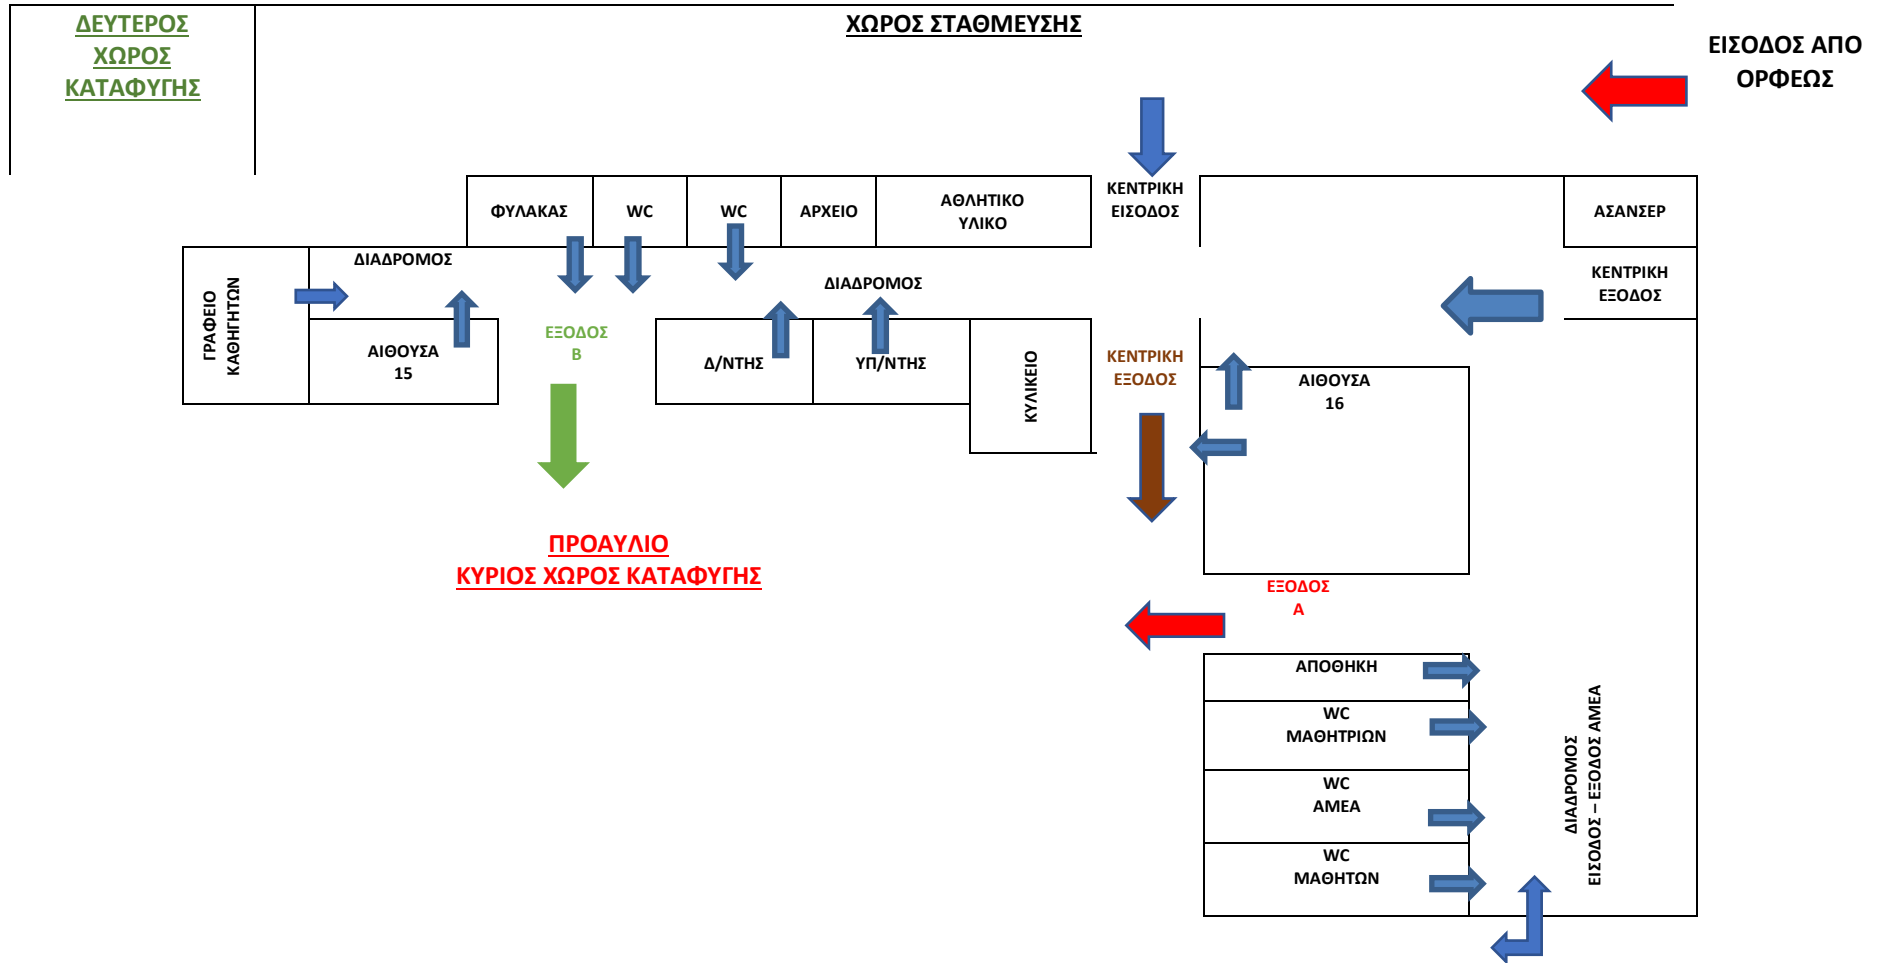 ΔΕΥΤΕΡΟΣ
ΧΩΡΟΣ
ΚΑΤΑΦΥΓΗΣ
ΧΩΡΟΣ ΣΤΑΘΜΕΥΣΗΣ
ΕΙΣΟΔΟΣ ΑΠΟ
ΟΡΦΕΩΣ
ΦΥΛΑΚΑΣ
WC
WC
ΑΡΧΕΙΟ
ΑΘΛΗΤΙΚΟ
ΥΛΙΚΟ
ΚΕΝΤΡΙΚΗ
ΕΙΣΟΔΟΣ
ΑΣΑΝΣΕΡ
ΓΡΑΦΕΙΟ
ΚΑΘΗΓΗΤΩΝ
ΔΙΑΔΡΟΜΟΣ
ΔΙΑΔΡΟΜΟΣ
ΚΕΝΤΡΙΚΗ
ΕΞΟΔΟΣ
ΑΙΘΟΥΣΑ
15
ΕΞΟΔΟΣ
Β
Δ/ΝΤΗΣ
ΥΠ/ΝΤΗΣ
ΚΥΛΙΚΕΙΟ
ΚΕΝΤΡΙΚΗ
ΕΞΟΔΟΣ
ΑΙΘΟΥΣΑ
16
ΠΡΟΑΥΛΙΟ
ΚΥΡΙΟΣ ΧΩΡΟΣ ΚΑΤΑΦΥΓΗΣ
ΕΞΟΔΟΣ
Α
ΑΠΟΘΗΚΗ
WC
ΜΑΘΗΤΡΙΩΝ
WC
ΑΜΕΑ
WC
ΜΑΘΗΤΩΝ
ΔΙΑΔΡΟΜΟΣ
ΕΙΣΟΔΟΣ – ΕΞΟΔΟΣ ΑΜΕΑ